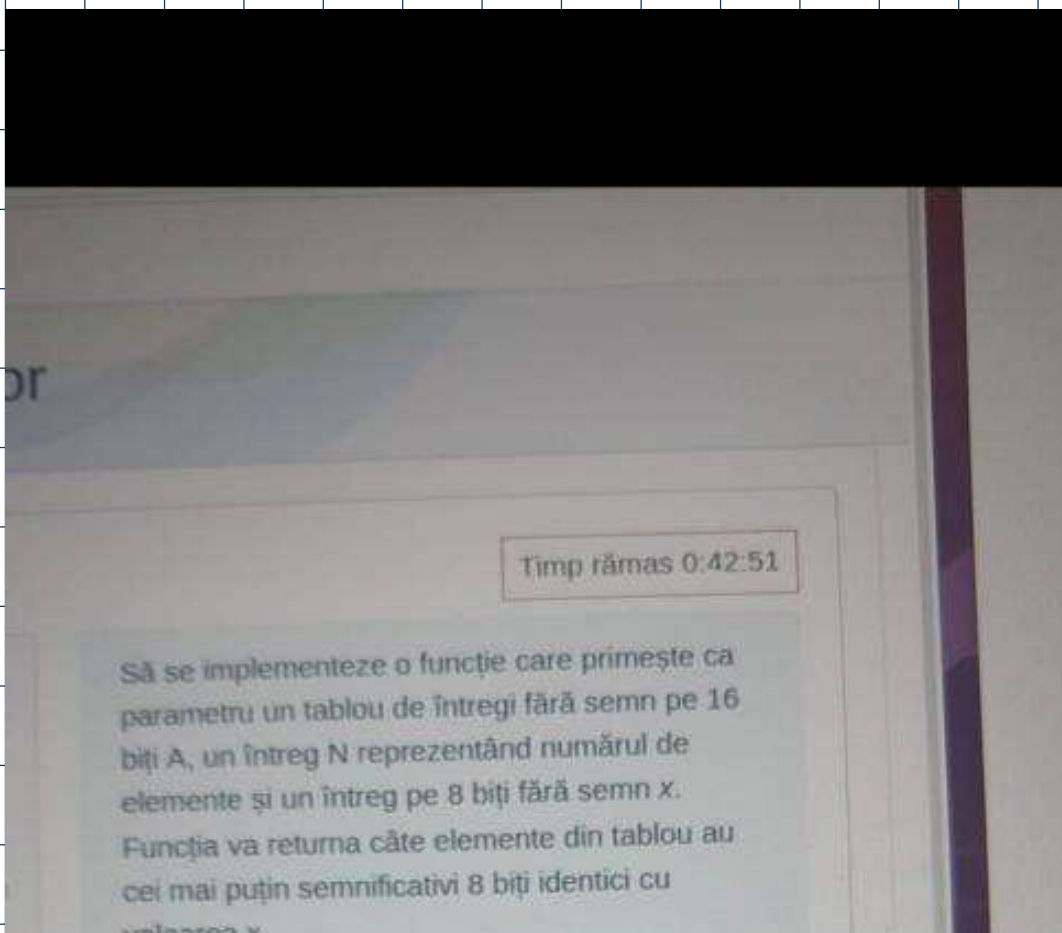 or
Timp rămas 0:42:51
Să se implementeze o funcție care primește ca
parametru un tablou de întregi fără semn pe 16
biți A, un întreg N reprezentând numărul de
elemente și un întreg pe 8 biți fără semn x.
Funcția va returna câte elemente din tablou au
cei mai puțin semnificativi 8 biți identici cu
valoarea x